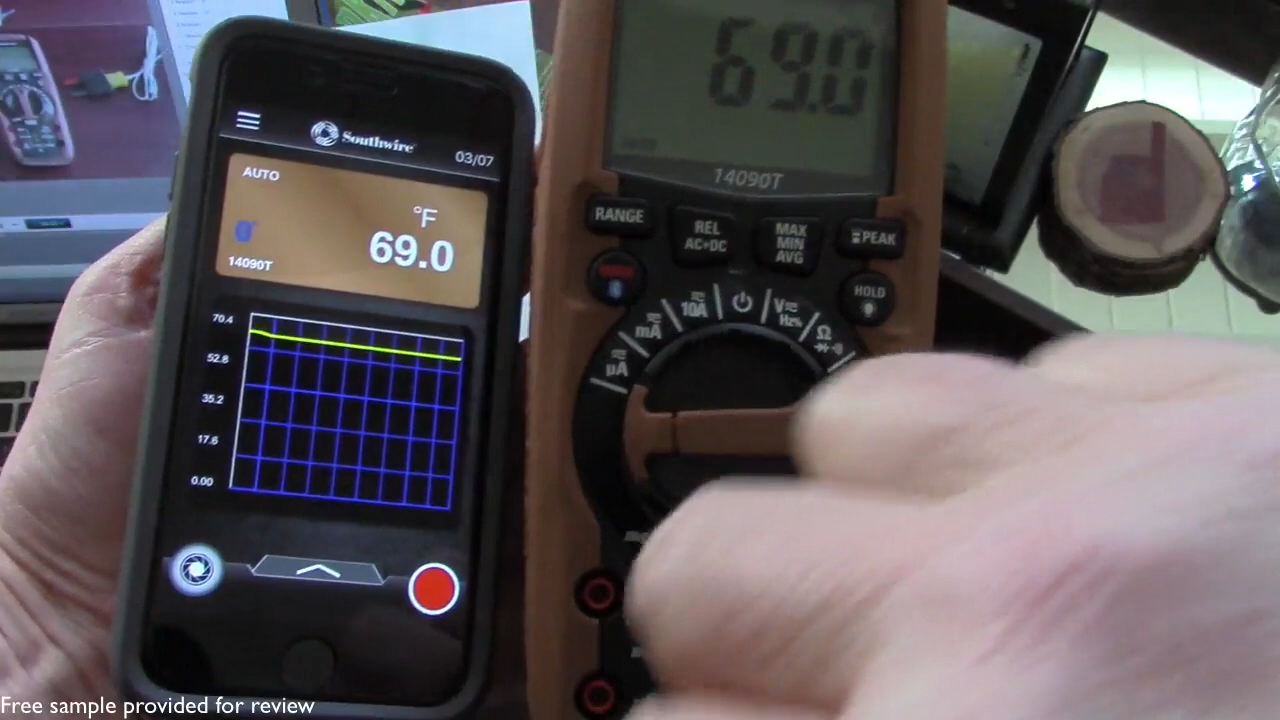 Southwire
03/07
AUTO
°F
69.0
14090T
70.4
52.8
35.2
17.6
0.00
69.0
14090T
RANGE
REL
AC+DC
MAX
MIN
AVG
PEAK
HOLD
µA
mA
10A
V
Hz%
Ω
Free sample provided for review